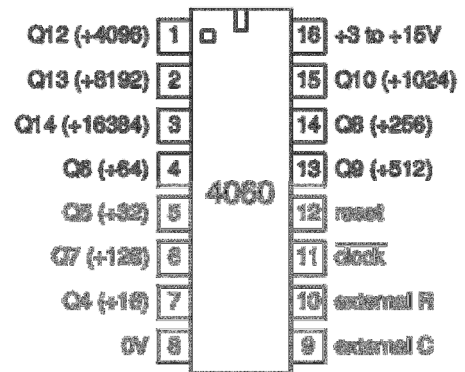 Q12 (÷4096) 1 16 +3 to +15V
Q13 (÷8192) 2 15 Q10 (÷1024)
Q14 (÷16384) 3 14 Q8 (÷256)
Q6 (÷64) 4 13 Q9 (÷512)
4060
Q5 (÷32) 5 12 reset
Q7 (÷128) 6 11 clock
Q4 (÷16) 7 10 external R
0V 8 9 external C